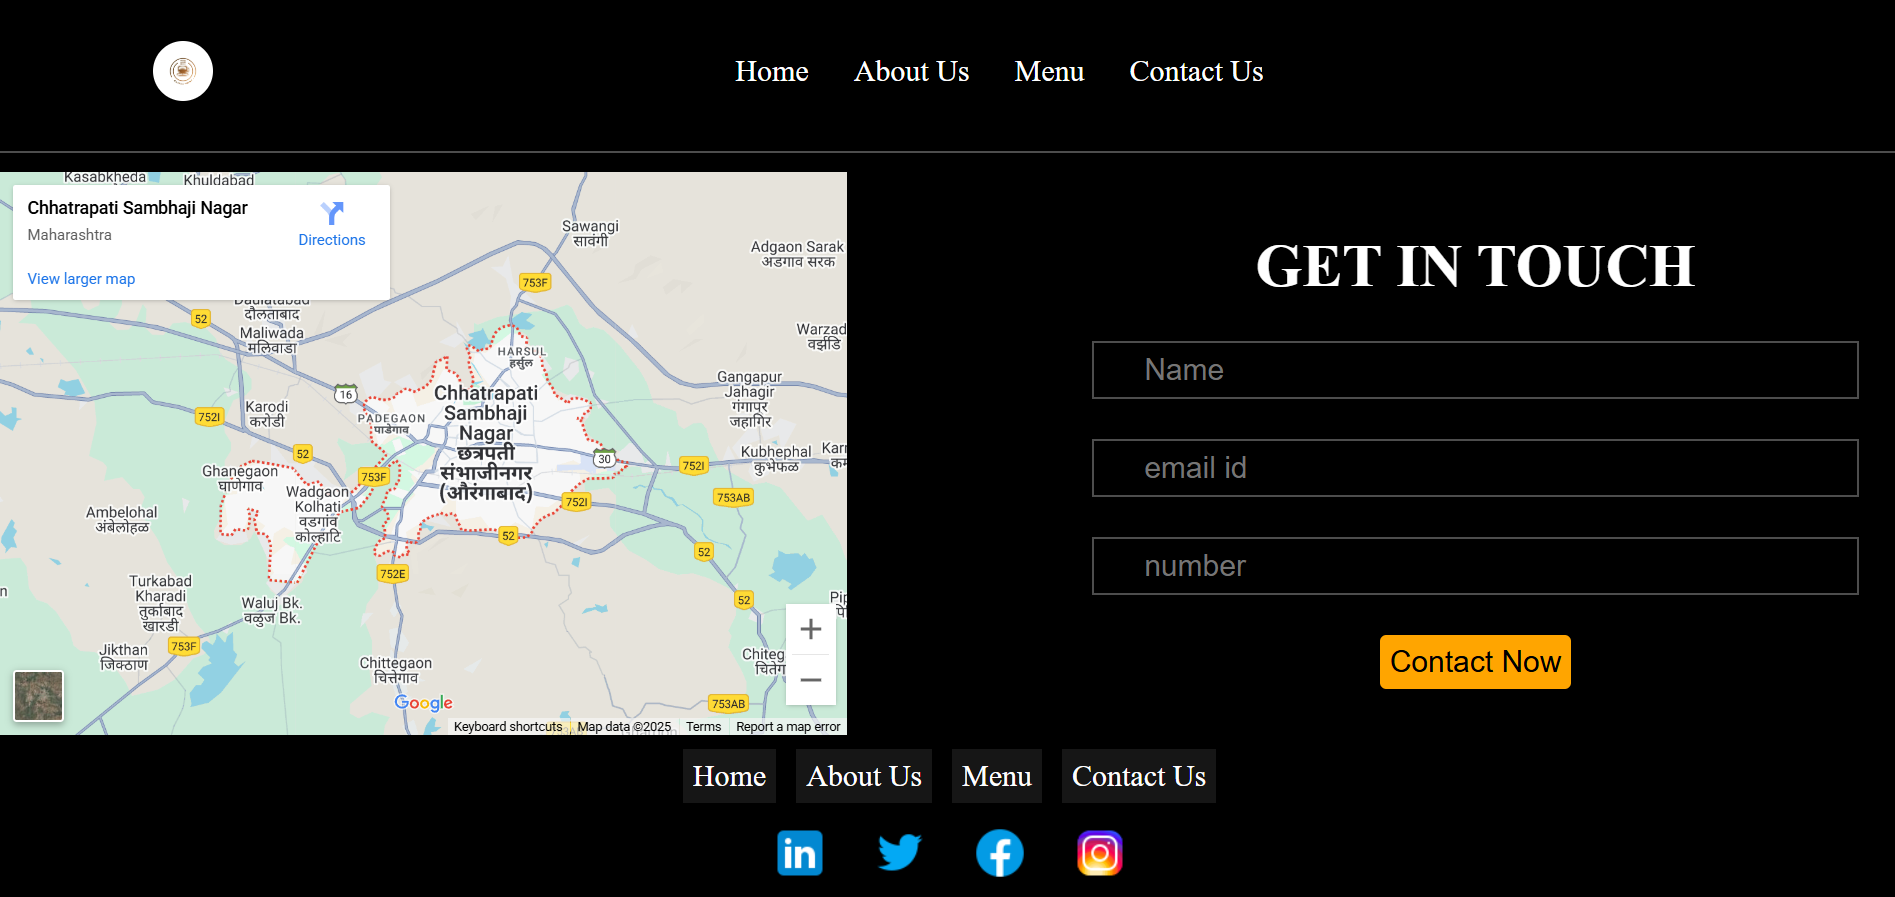 Home About Us Menu Contact Us
Kasabkheda
Khuldabad
Chhatrapati Sambhaji Nagar
Maharashtra
Directions
View larger map
Sawangi
सावंगी
Adgaon Sarak
अडगाव सरक
753F
Daulatabad
दौलताबाद
52
Maliwada
मलिवाडा
Warzad
वर्झडि
HARSUL
हर्सुल
Gangapur
Jahagir
गंगापर
जहागिर
16
Chhatrapati
Sambhaji
Nagar
छत्रपती
संभाजीनगर
(औरंगाबाद)
Karodi
करोडी
752I
PADEGAON
पाडेगाव
52
30
752I
Kubhephal
कुभेफळ
Ghanegaon
घाणेगाव
753F
Wadgaon
Kolhati
वडगांव
कोल्हाटि
752I
753AB
Ambelohal
अंबेलोहळ
52
52
752E
Turkabad
Kharadi
तुर्काबाद
खारडी
Waluj Bk.
वळुंज Bk.
52
753F
Jikthan
जिक्ठाण
Chittegaon
चित्तेगाव
753AB
Google
Keyboard shortcuts Map data ©2025 Terms Report a map error
GET IN TOUCH
Name
email id
number
Contact Now
Home About Us Menu Contact Us
in